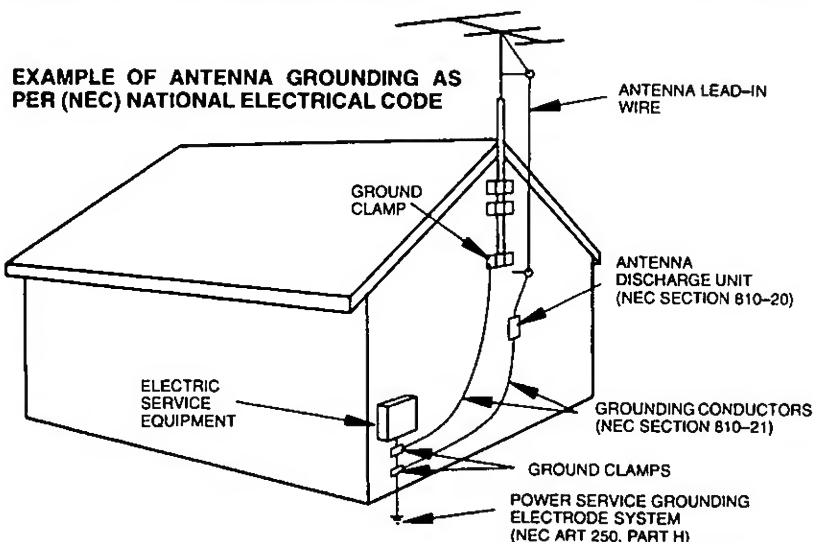 EXAMPLE OF ANTENNA GROUNDING AS
PER (NEC) NATIONAL ELECTRICAL CODE
ANTENNA LEAD-IN
WIRE
GROUND
CLAMP
ANTENNA
DISCHARGE UNIT
(NEC SECTION 810-20)
ELECTRIC
SERVICE
EQUIPMENT
GROUNDING CONDUCTORS
(NEC SECTION 810-21)
GROUND CLAMPS
POWER SERVICE GROUNDING
ELECTRODE SYSTEM
(NEC ART 250, PART H)